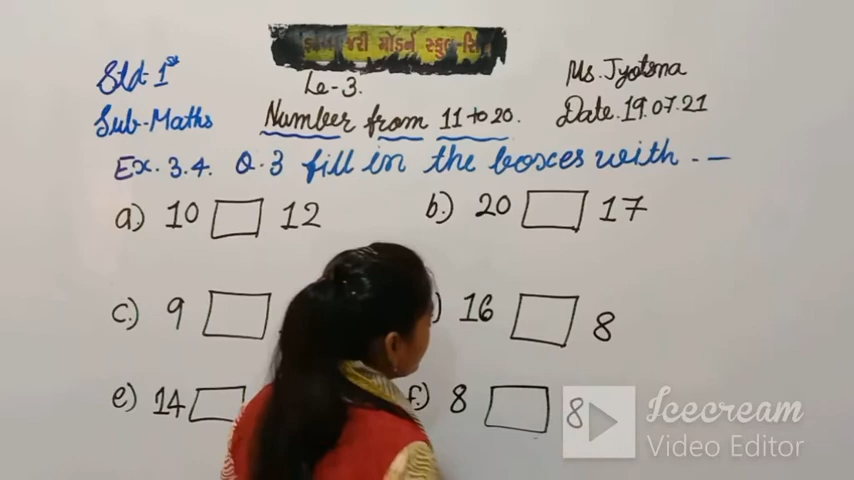 જરી મોડર્ન સ્કુલ-સિ
Std-1st
Le-3.
Ms. Jyotsna
Sub-Maths
Number from 11 to 20.
Date.19.07.21
Ex. 3.4. Q.3 fill in the boxes with . --
a.) 10 12
b.) 20 17
c.) 9
) 16 8
e) 14
f.) 8 8
Icecream
Video Editor